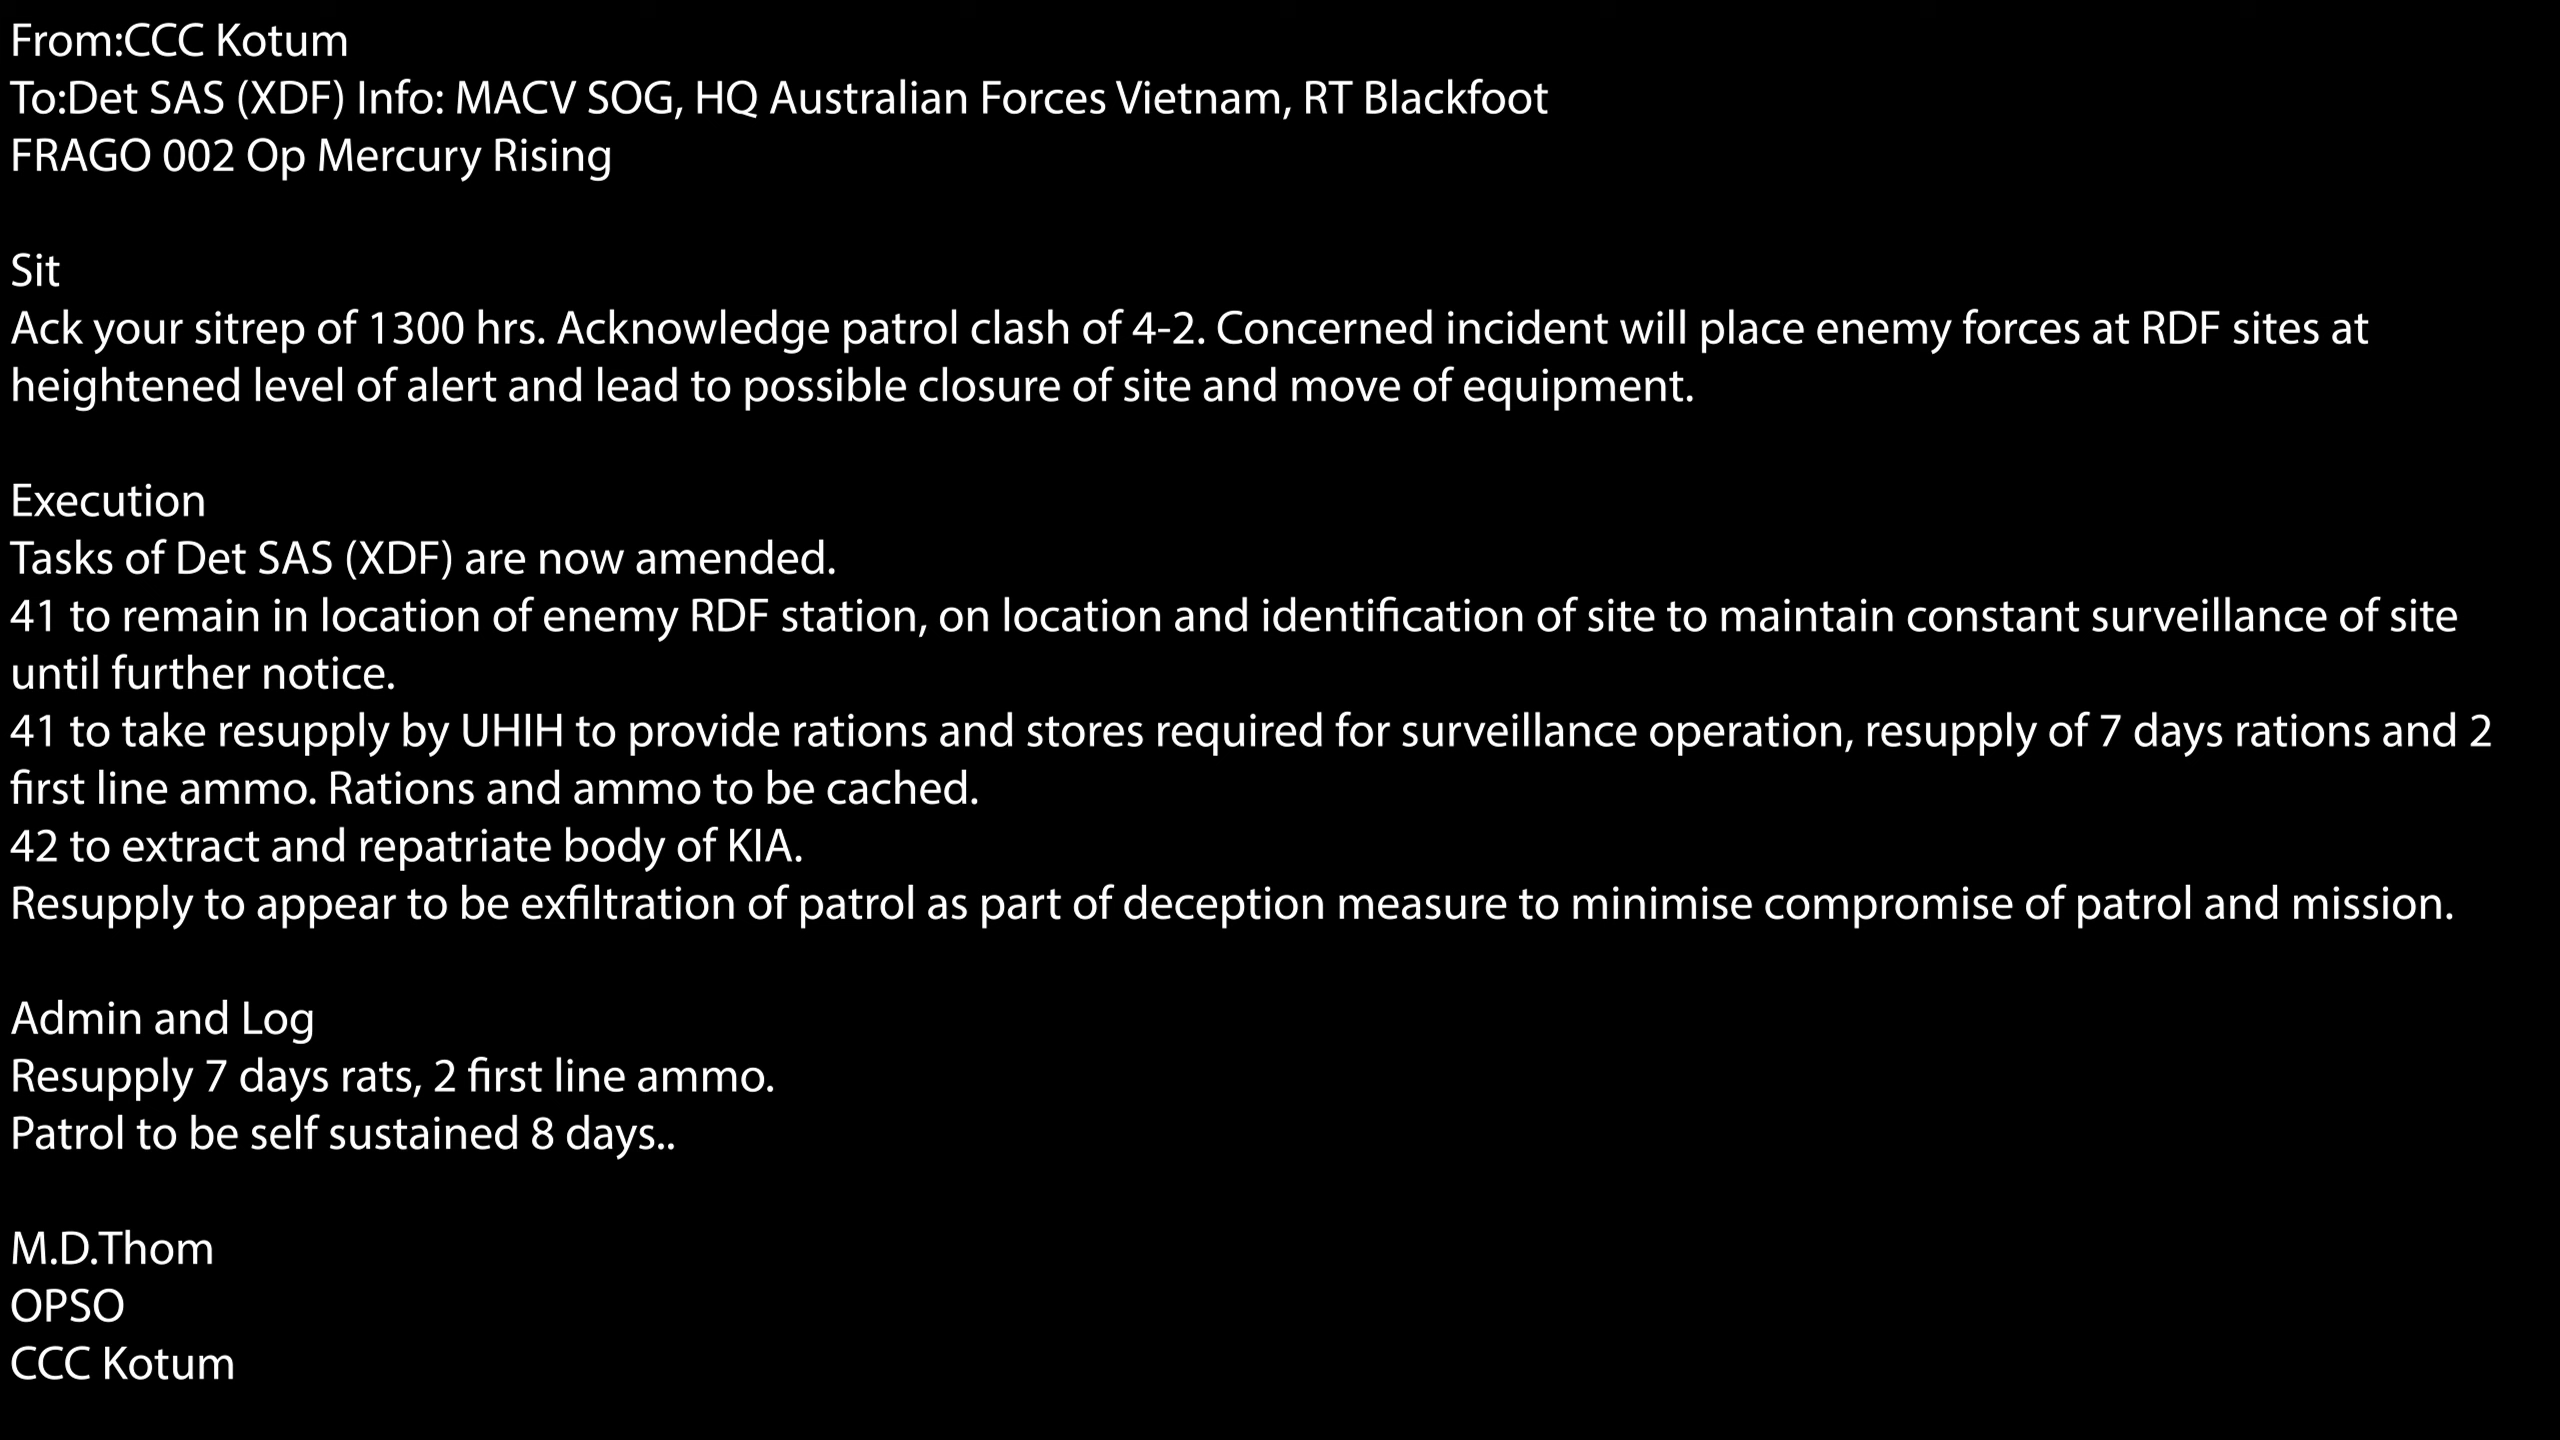 From:CCC Kotum
To:Det SAS (XDF) Info: MACV SOG, HQ Australian Forces Vietnam, RT Blackfoot
FRAGO 002 Op Mercury Rising
Sit
Ack your sitrep of 1300 hrs. Acknowledge patrol clash of 4-2. Concerned incident will place enemy forces at RDF sites at
heightened level of alert and lead to possible closure of site and move of equipment.
Execution
Tasks of Det SAS (XDF) are now amended.
41 to remain in location of enemy RDF station, on location and identification of site to maintain constant surveillance of site
until further notice.
41 to take resupply by UHIH to provide rations and stores required for surveillance operation, resupply of 7 days rations and 2
first line ammo. Rations and ammo to be cached.
42 to extract and repatriate body of KIA.
Resupply to appear to be exfiltration of patrol as part of deception measure to minimise compromise of patrol and mission.
Admin and Log
Resupply 7 days rats, 2 first line ammo.
Patrol to be self sustained 8 days..
M.D.Thom
OPSO
CCC Kotum